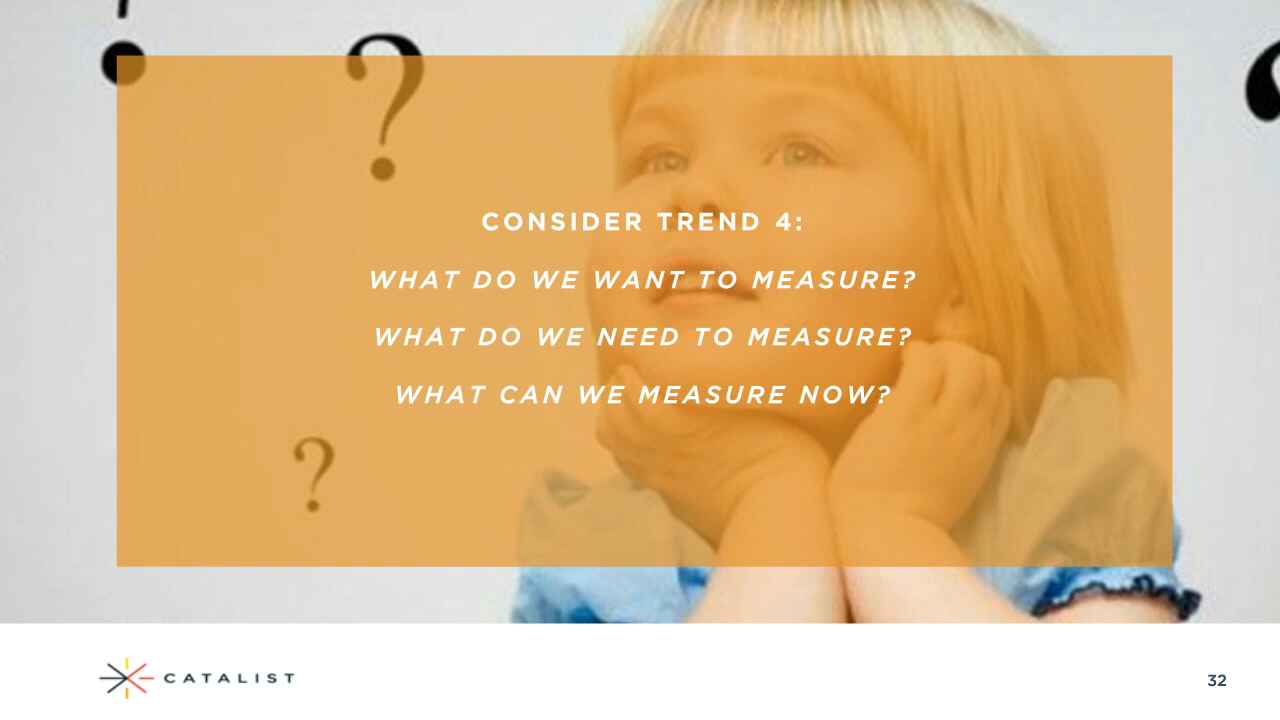 ?
?
CONSIDER TREND 4:
WHAT DO WE WANT TO MEASURE?
WHAT DO WE NEED TO MEASURE?
WHAT CAN WE MEASURE NOW?
?
CATALIST
32